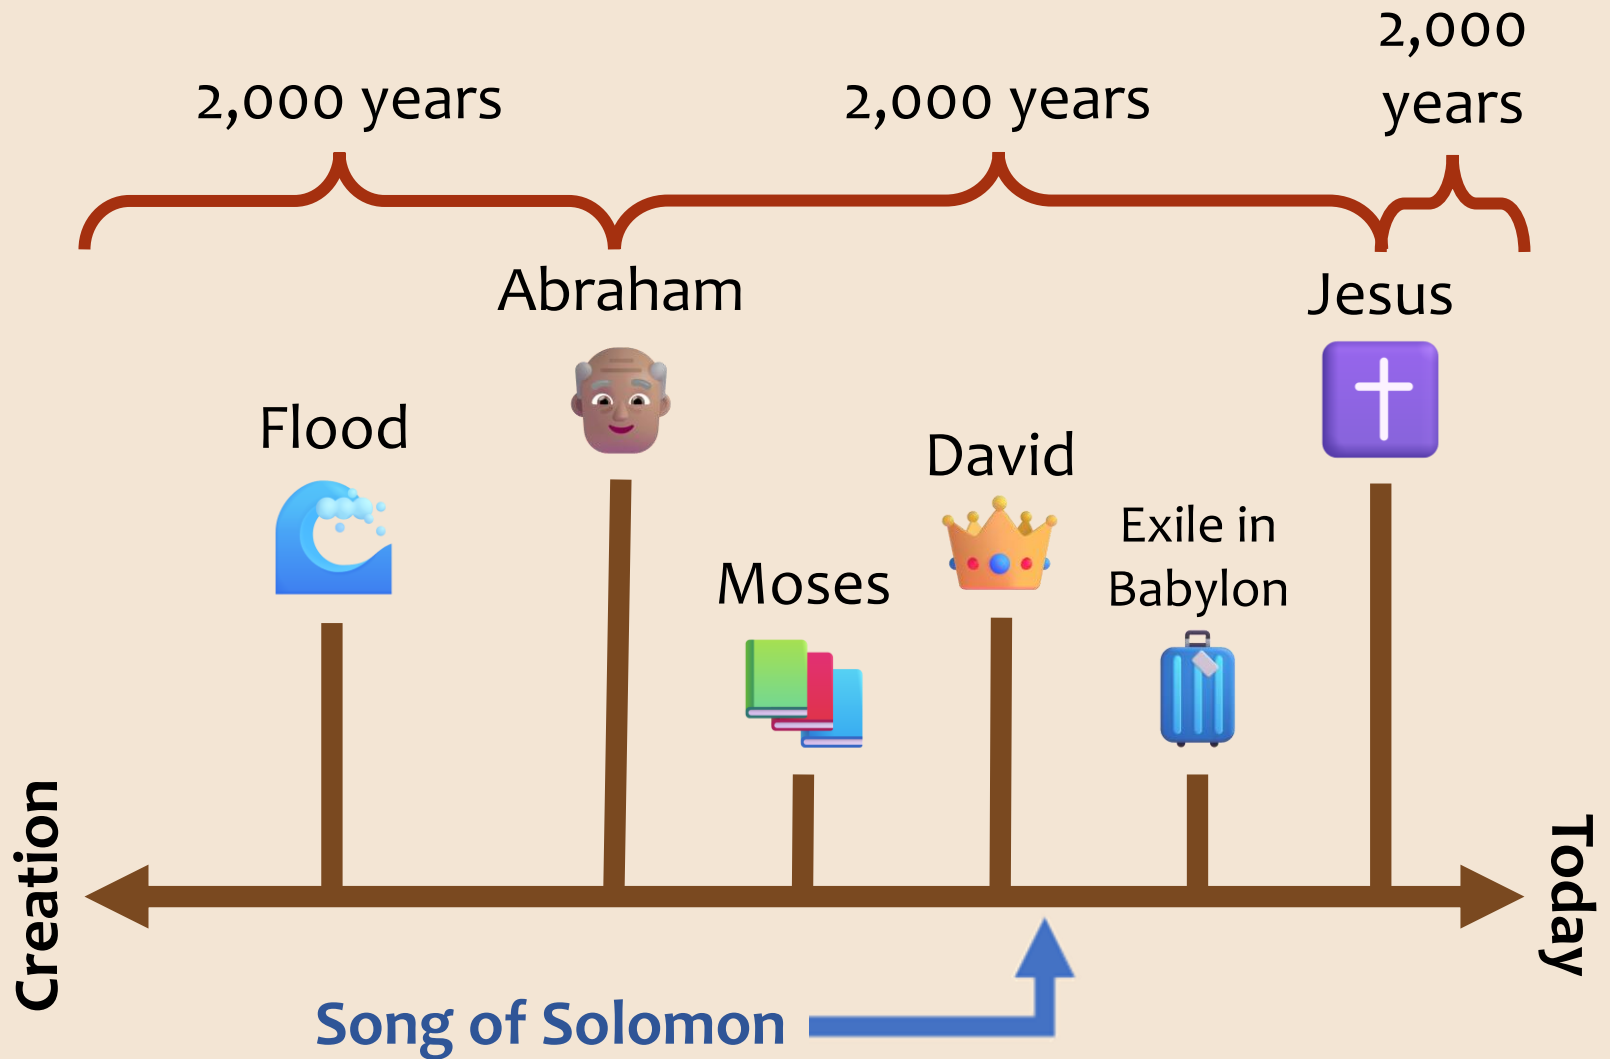 2,000 years
2,000 years
2,000
years
Abraham
Jesus
Flood
David
Exile in
Babylon
Moses
Creation
Today
Song of Solomon